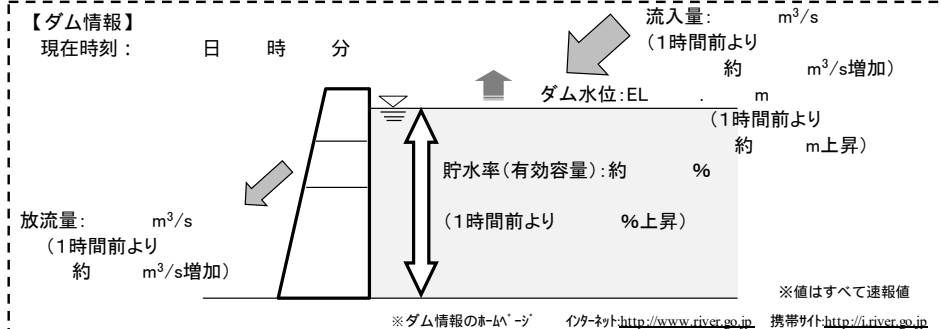 【ダム情報】
現在時刻： 日 時 分
流入量： m³/s
（1時間前より
約 m³/s増加）
ダム水位：EL . m
（1時間前より
約 m上昇）
貯水率（有効容量）：約 %
（1時間前より %上昇）
放流量： m³/s
（1時間前より
約 m³/s増加）
※値はすべて速報値
※ダム情報のﾎｰﾑﾍﾟｰｼﾞ ｲﾝﾀｰﾈｯﾄ:http://www.river.go.jp 携帯ｻｲﾄ:http://i.river.go.jp